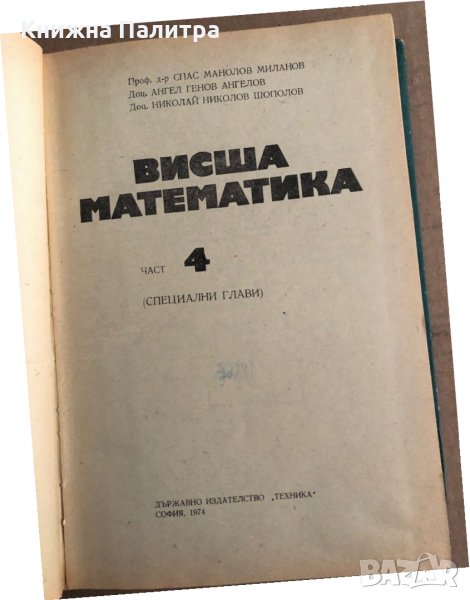 Книжна Палитра
Проф. д-р СПАС МАНОЛОВ МИЛАНОВ
Доц. АНГЕЛ ГЕНОВ АНГЕЛОВ
Доц. НИКОЛАЙ НИКОЛОВ ШОПОЛОВ
ВИСША
МАТЕМАТИКА
ЧАСТ 4
(СПЕЦИАЛНИ ГЛАВИ)
ДЪРЖАВНО ИЗДАТЕЛСТВО „ТЕХНИКА“
СОФИЯ, 1974
BAZAR